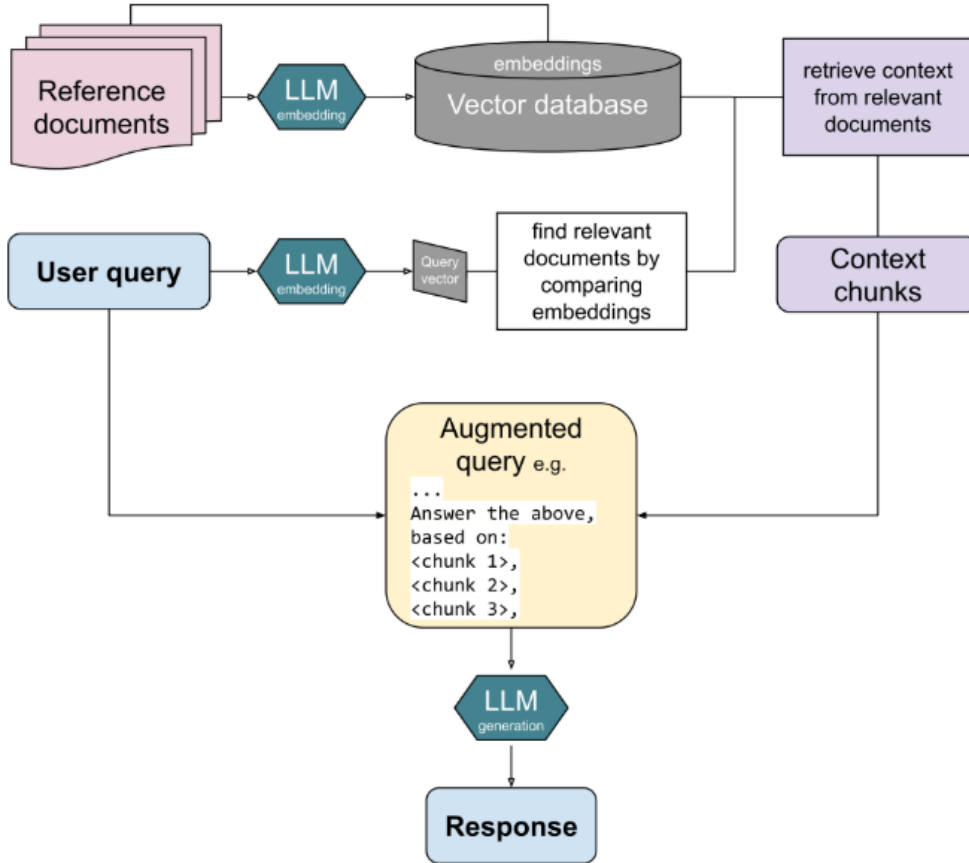 Reference
documents
LLM
embedding
embeddings
Vector database
retrieve context
from relevant
documents
User query
LLM
embedding
Query
vector
find relevant
documents by
comparing
embeddings
Context
chunks
Augmented
query e.g.
...
Answer the above,
based on:
<chunk 1>,
<chunk 2>,
<chunk 3>,
LLM
generation
Response